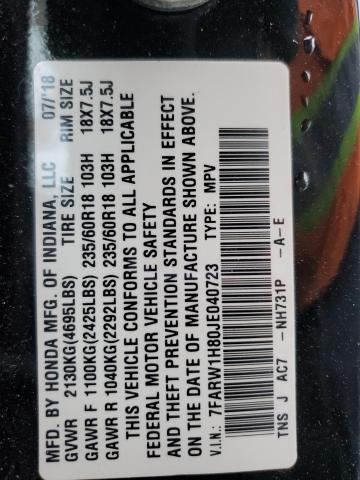 MFD. BY HONDA MFG. OF INDIANA, LLC 07/'18
GVWR 2130KG(4695LBS) TIRE SIZE RIM SIZE
GAWR F 1100KG(2425LBS) 235/60R18 103H 18X7.5J
GAWR R 1040KG(2292LBS) 235/60R18 103H 18X7.5J
THIS VEHICLE CONFORMS TO ALL APPLICABLE
FEDERAL MOTOR VEHICLE SAFETY
AND THEFT PREVENTION STANDARDS IN EFFECT
ON THE DATE OF MANUFACTURE SHOWN ABOVE.
V.I.N.: 7FARW1H80JE040723 TYPE: MPV
TNS J AC7 -NH731P -A-E